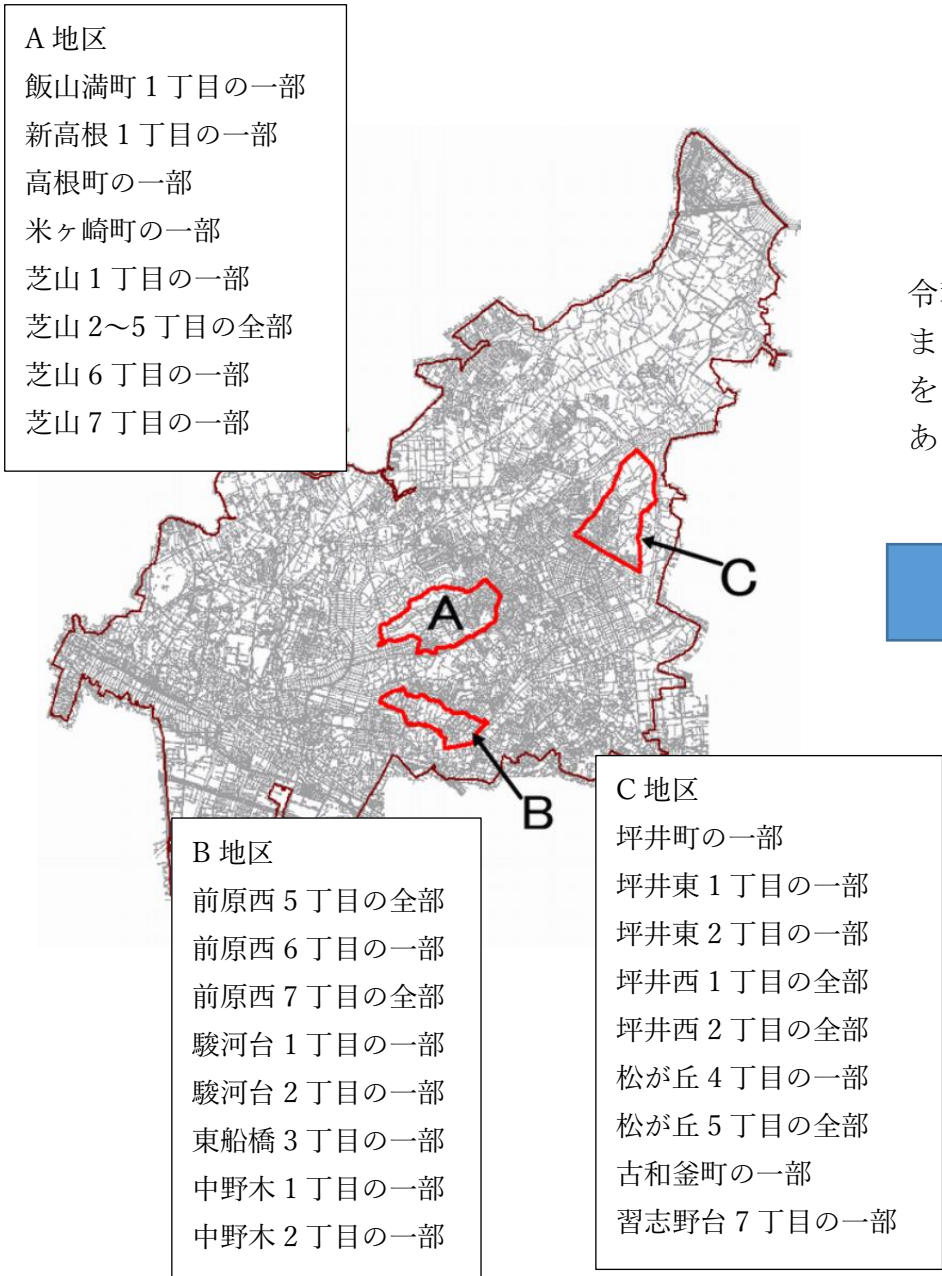 A 地区
飯山満町 1 丁目の一部
新高根 1 丁目の一部
高根町の一部
米ヶ崎町の一部
芝山 1 丁目の一部
芝山 2～5 丁目の全部
芝山 6 丁目の一部
芝山 7 丁目の一部
令
ま
を
あ
A
C
B
B 地区
前原西 5 丁目の全部
前原西 6 丁目の一部
前原西 7 丁目の全部
駿河台 1 丁目の一部
駿河台 2 丁目の一部
東船橋 3 丁目の一部
中野木 1 丁目の一部
中野木 2 丁目の一部
C 地区
坪井町の一部
坪井東 1 丁目の一部
坪井東 2 丁目の一部
坪井西 1 丁目の全部
坪井西 2 丁目の全部
松が丘 4 丁目の一部
松が丘 5 丁目の全部
古和釜町の一部
習志野台 7 丁目の一部